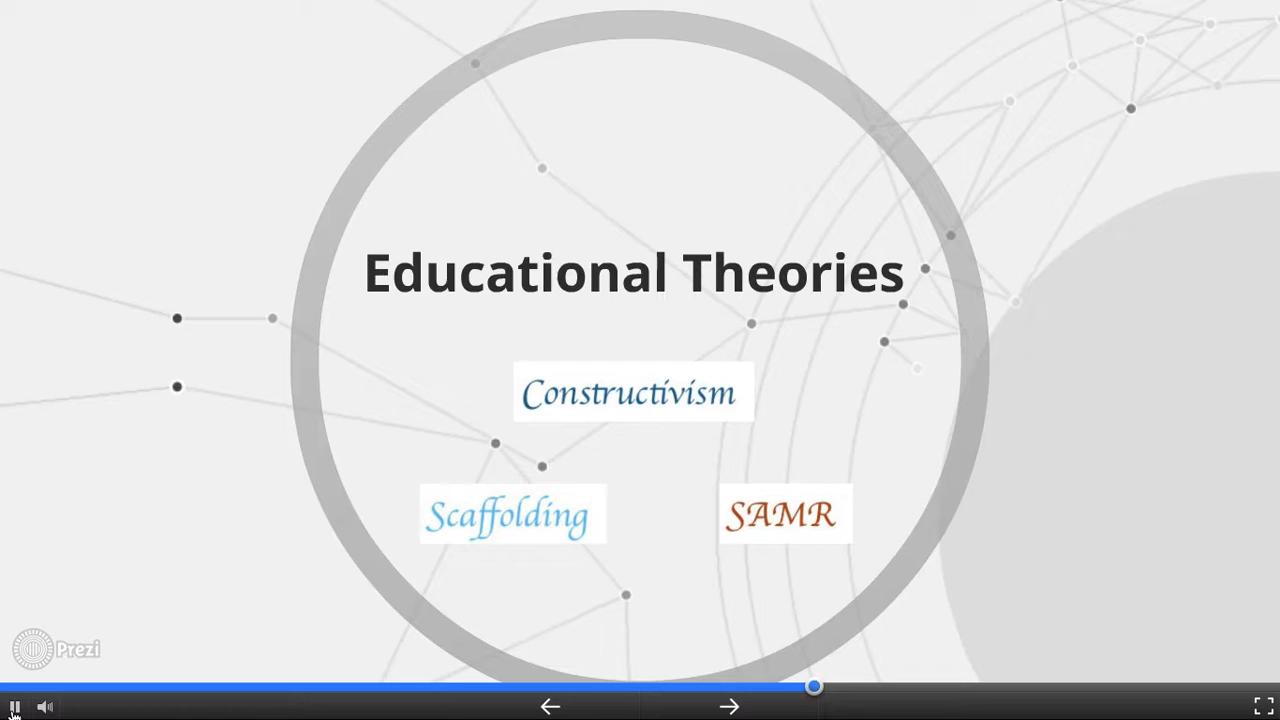 Educational Theories
Constructivism
Scaffolding
SAMR
Prezi